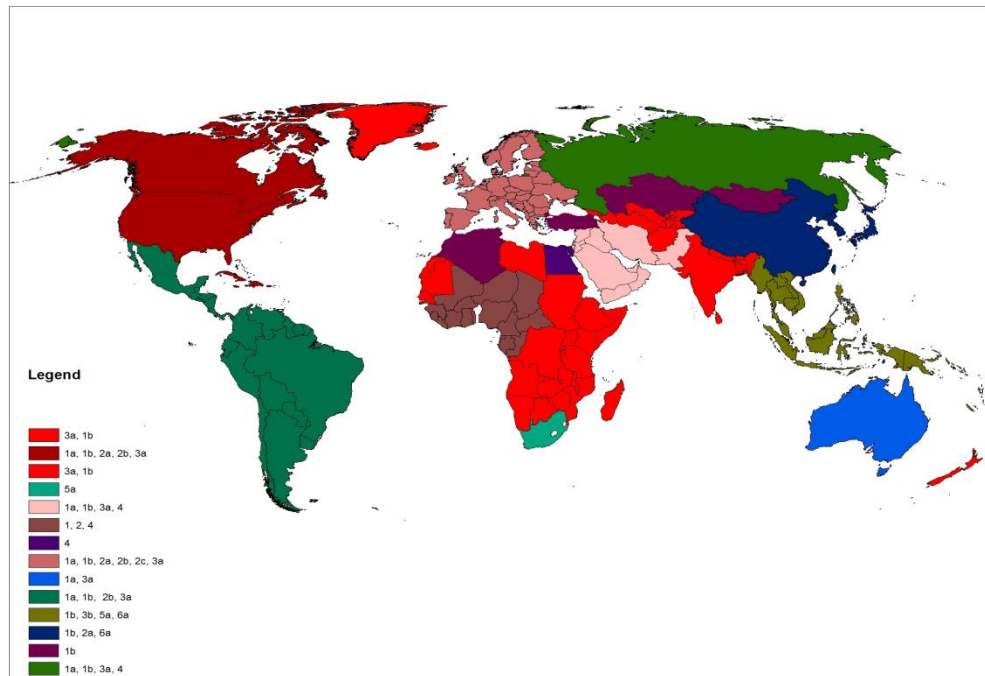 Legend
3a, 1b
1a, 1b, 2a, 2b, 3a
3a, 1b
5a
1a, 1b, 3a, 4
1, 2, 4
4
1a, 1b, 2a, 2b, 2c, 3a
1a, 3a
1a, 1b, 2b, 3a
1b, 3b, 5a, 6a
1b, 2a, 6a
1b
1a, 1b, 3a, 4